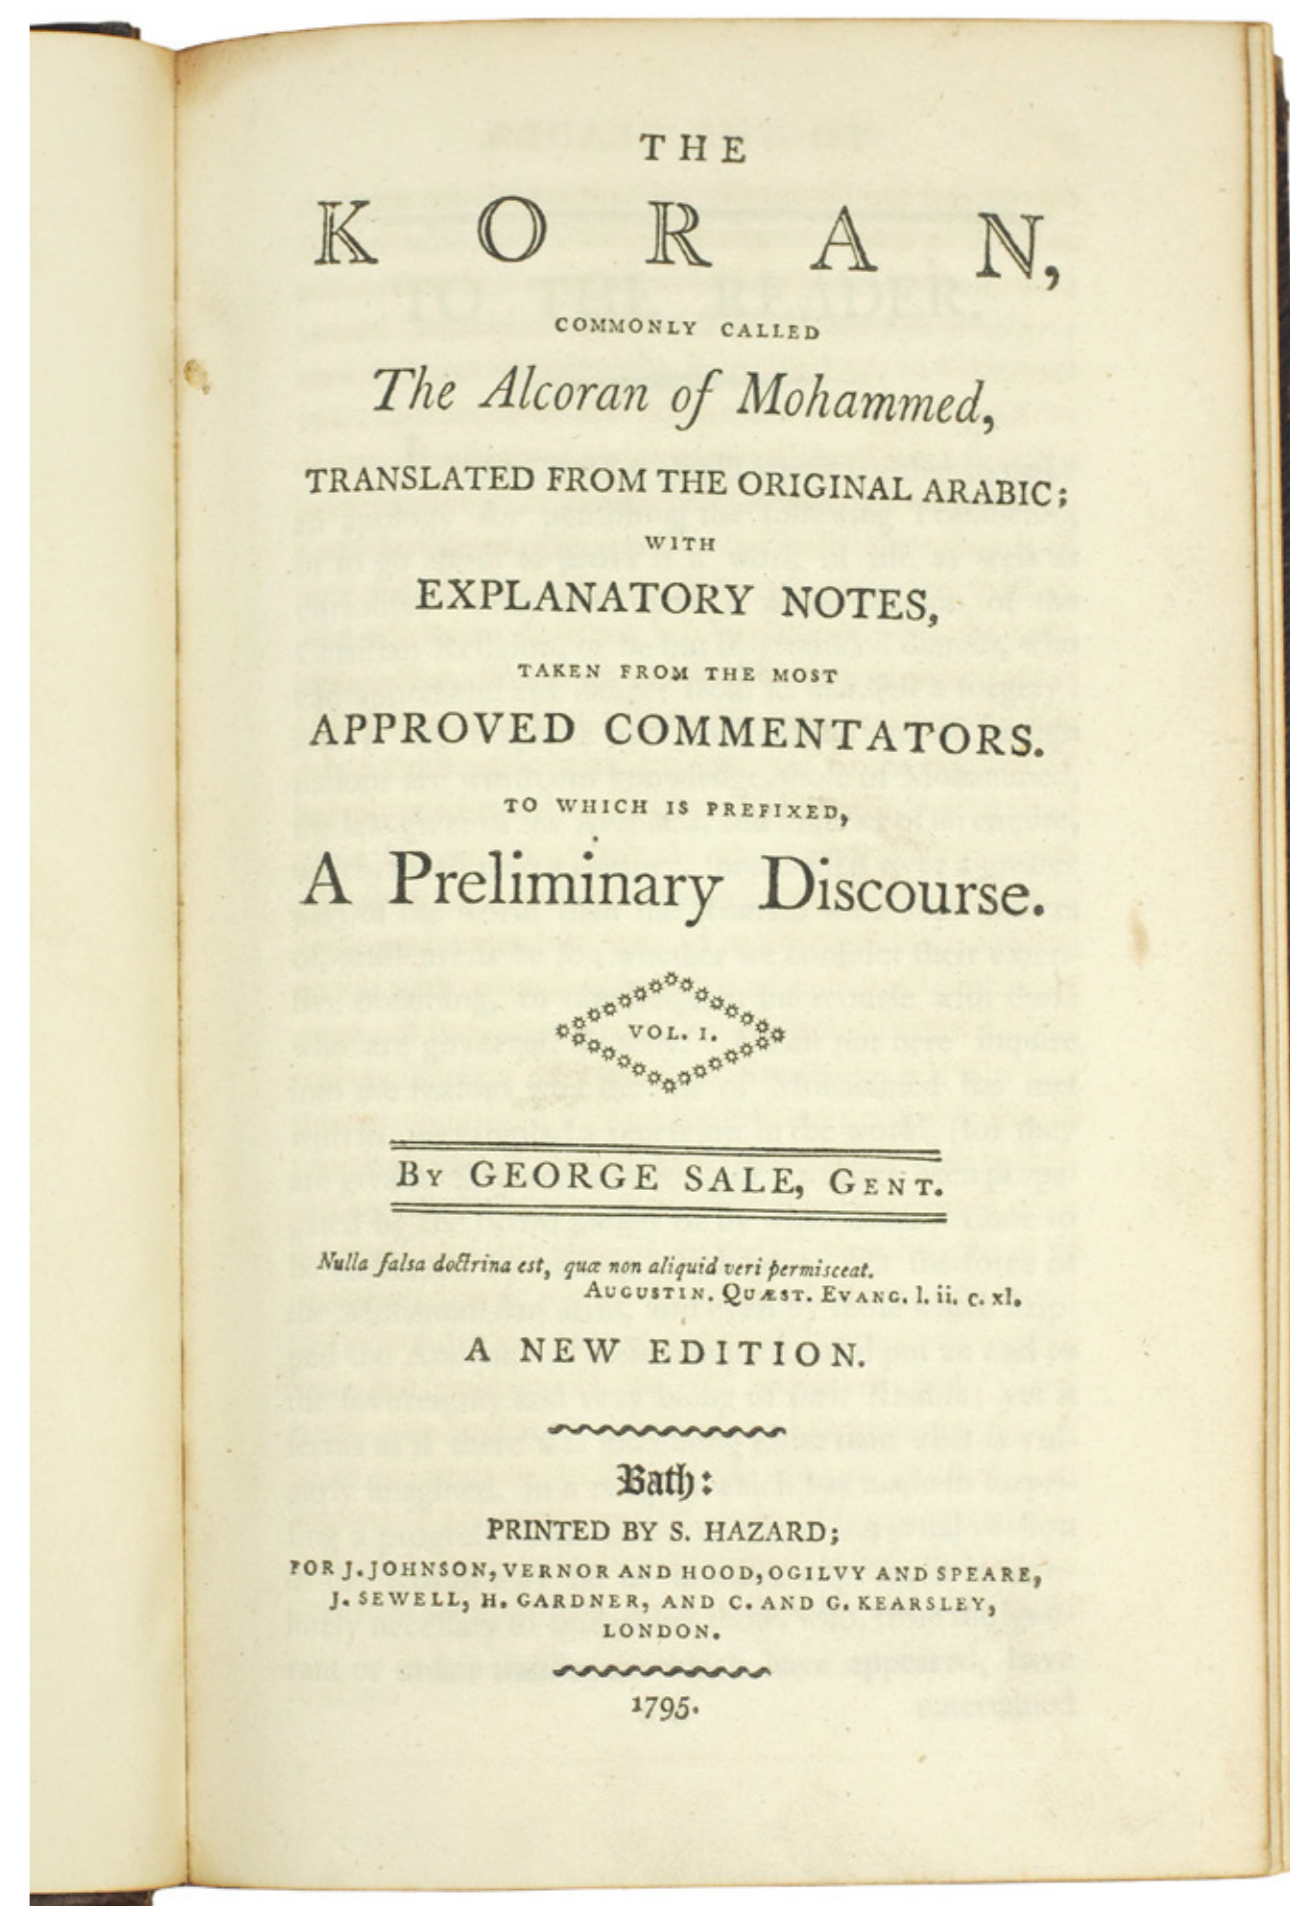 THE
KORAN,
COMMONLY CALLED
The Alcoran of Mohammed,
TRANSLATED FROM THE ORIGINAL ARABIC;
WITH
EXPLANATORY NOTES,
TAKEN FROM THE MOST
APPROVED COMMENTATORS.
TO WHICH IS PREFIXED,
A Preliminary Discourse.
VOL. I.
BY GEORGE SALE, GENT.
Nulla falsa doctrina est, quæ non aliquid veri permisceat.
AUGUSTIN. QUÆST. EVANG. l. ii. c. xl.
A NEW EDITION.
Bath:
PRINTED BY S. HAZARD;
FOR J. JOHNSON, VERNOR AND HOOD, OGILVY AND SPEARE,
J. SEWELL, H. GARDNER, AND C. AND G. KEARSLEY,
LONDON.
1795.